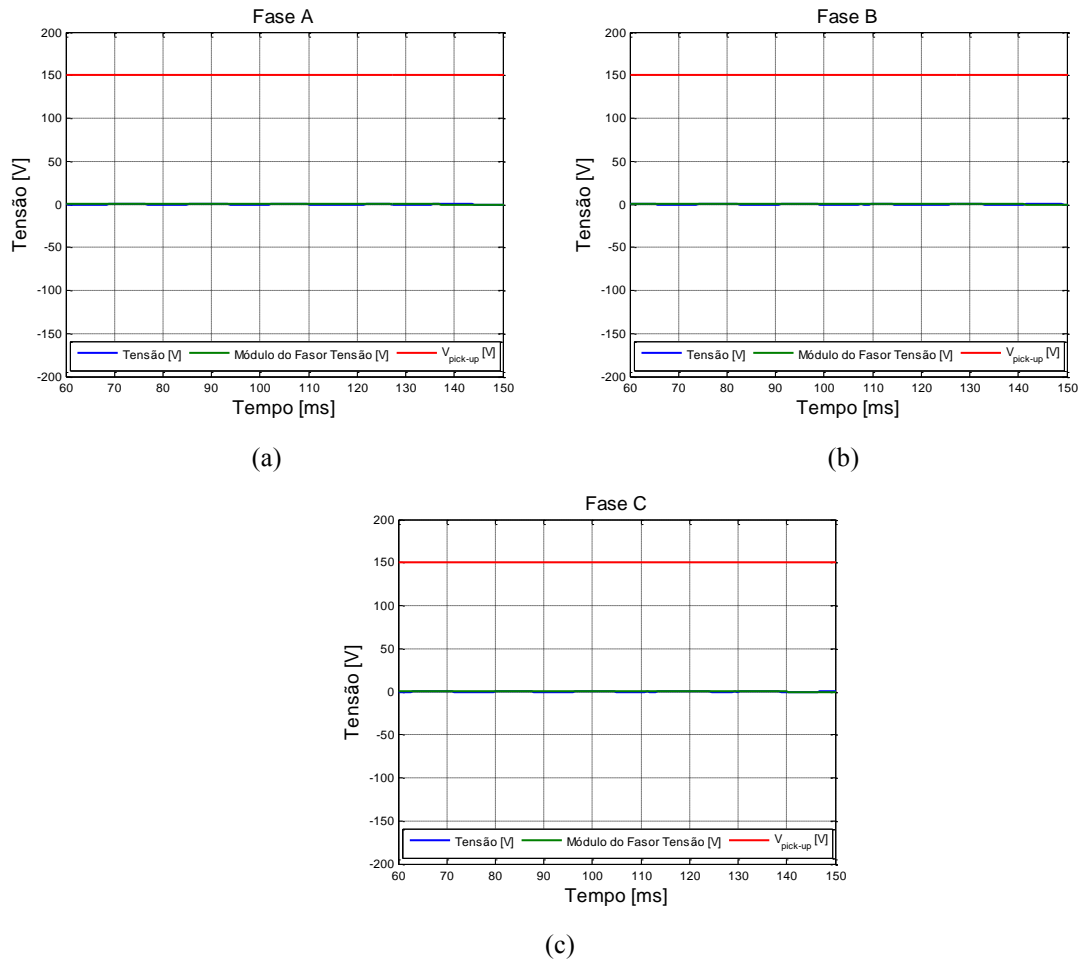 Fase A
200
150
100
50
0
-50
-100
-150
-200
Tensão [V]
Tensão [V] Módulo do Fasor Tensão [V] Vpick-up [V]
60 70 80 90 100 110 120 130 140 150
Tempo [ms]
(a)
Fase B
200
150
100
50
0
-50
-100
-150
-200
Tensão [V]
Tensão [V] Módulo do Fasor Tensão [V] Vpick-up [V]
60 70 80 90 100 110 120 130 140 150
Tempo [ms]
(b)
Fase C
200
150
100
50
0
-50
-100
-150
-200
Tensão [V]
Tensão [V] Módulo do Fasor Tensão [V] Vpick-up [V]
60 70 80 90 100 110 120 130 140 150
Tempo [ms]
(c)